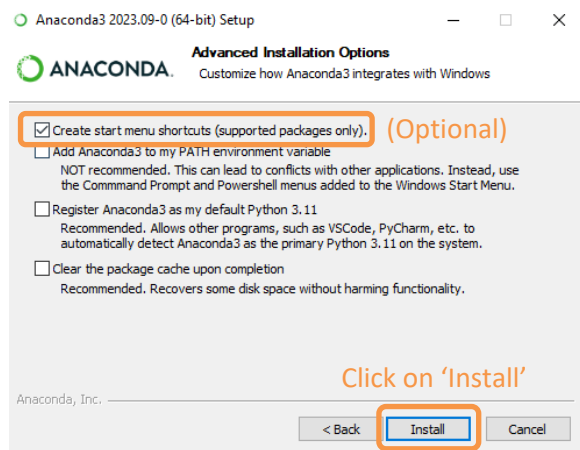 Anaconda3 2023.09-0 (64-bit) Setup
ANACONDA.
Advanced Installation Options
Customize how Anaconda3 integrates with Windows
Create start menu shortcuts (supported packages only).
(Optional)
Add Anaconda3 to my PATH environment variable
NOT recommended. This can lead to conflicts with other applications. Instead, use
the Commmand Prompt and Powershell menus added to the Windows Start Menu.
Register Anaconda3 as my default Python 3.11
Recommended. Allows other programs, such as VSCode, PyCharm, etc. to
automatically detect Anaconda3 as the primary Python 3.11 on the system.
Clear the package cache upon completion
Recommended. Recovers some disk space without harming functionality.
Click on ‘Install’
Anaconda, Inc.
< Back Install Cancel